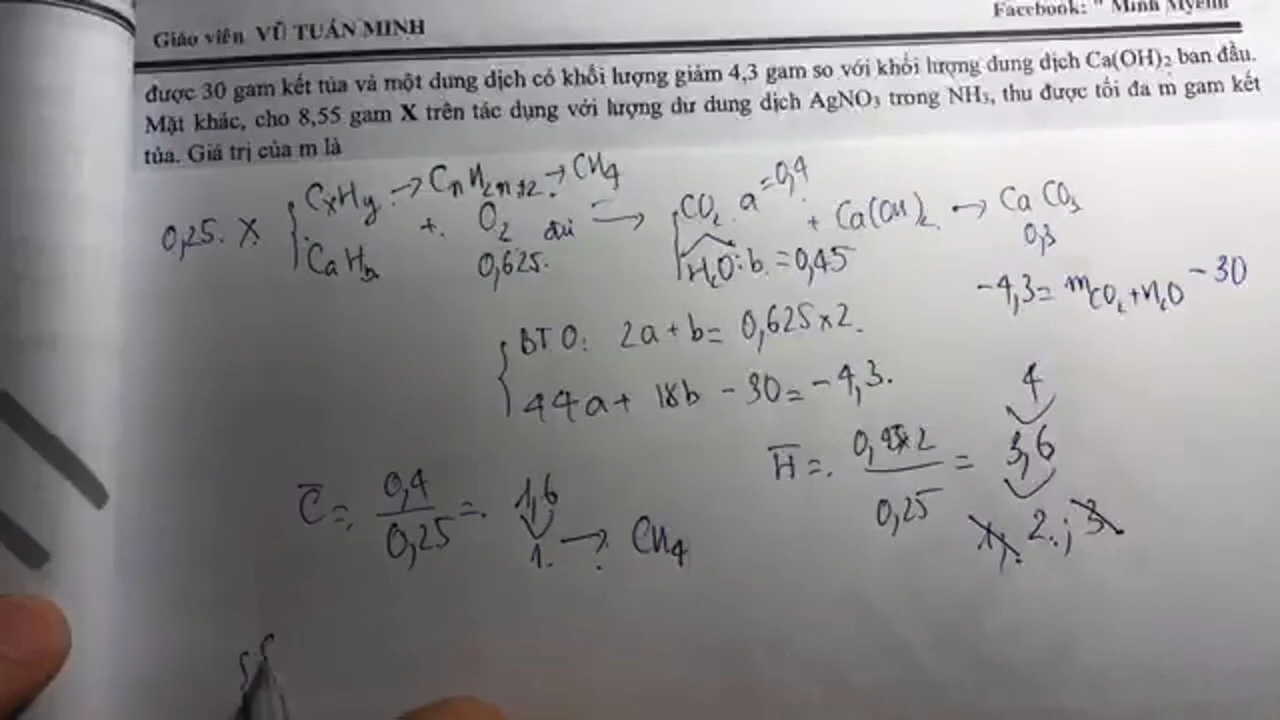 Giáo viên VŨ TUẤN MINH
Facebook: " Minh Myelin
được 30 gam kết tủa và một dung dịch có khối lượng giảm 4,3 gam so với khối lượng dung dịch Ca(OH)₂ ban đầu.
Mặt khác, cho 8,55 gam X trên tác dụng với lượng dư dung dịch AgNO₃ trong NH₃, thu được tối đa m gam kết
tủa. Giá trị của m là
0,25. X { CxHy → CnH2n+2 → CH4 + O2 đủ → { CO2 a = 0,4 + Ca(OH)2 → CaCO3
CaHb 0,625. H2O: b = 0,45 0,3
-4,3 = mCO2 + H2O - 30
{ BT O: 2a + b = 0,625 x 2.
44a + 18b - 30 = -4,3.
4
C̅ = 0,4 / 0,25 = 1,6 H̅ = 0,45x2 / 0,25 = 3,6
1. → CH4 1; 2.; 3